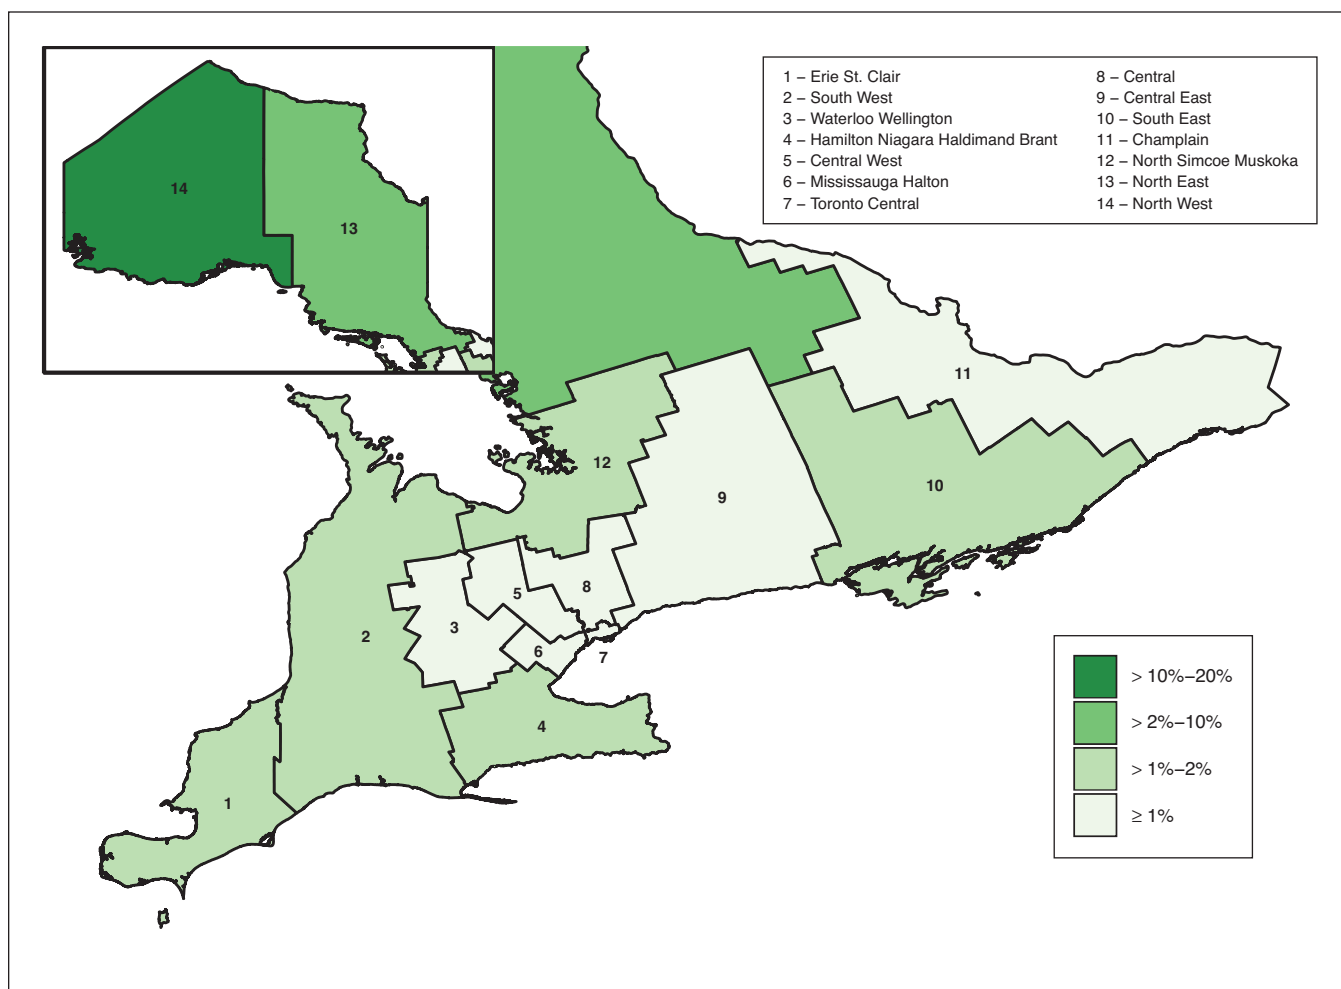 1 – Erie St. Clair
2 – South West
3 – Waterloo Wellington
4 – Hamilton Niagara Haldimand Brant
5 – Central West
6 – Mississauga Halton
7 – Toronto Central
8 – Central
9 – Central East
10 – South East
11 – Champlain
12 – North Simcoe Muskoka
13 – North East
14 – North West
14
13
11
12
10
9
8
5
3
2
6
7
4
1
> 10%–20%
> 2%–10%
> 1%–2%
≥ 1%